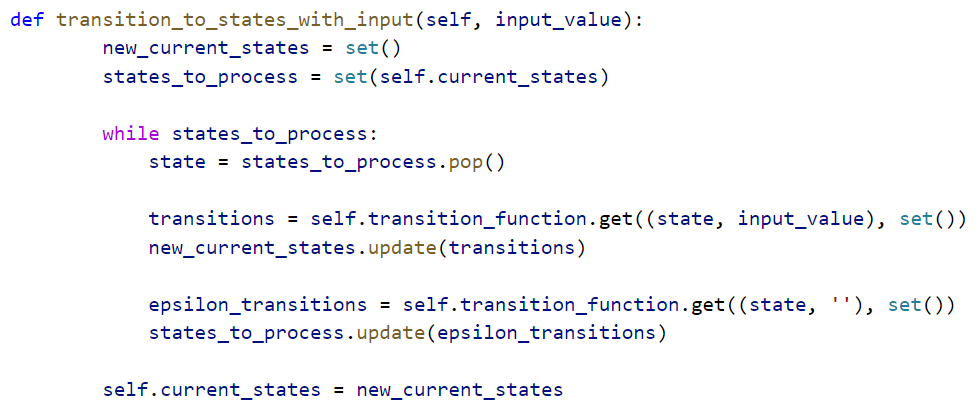 def transition_to_states_with_input(self, input_value):
        new_current_states = set()
        states_to_process = set(self.current_states)

        while states_to_process:
            state = states_to_process.pop()

            transitions = self.transition_function.get((state, input_value), set())
            new_current_states.update(transitions)

            epsilon_transitions = self.transition_function.get((state, ''), set())
            states_to_process.update(epsilon_transitions)

        self.current_states = new_current_states